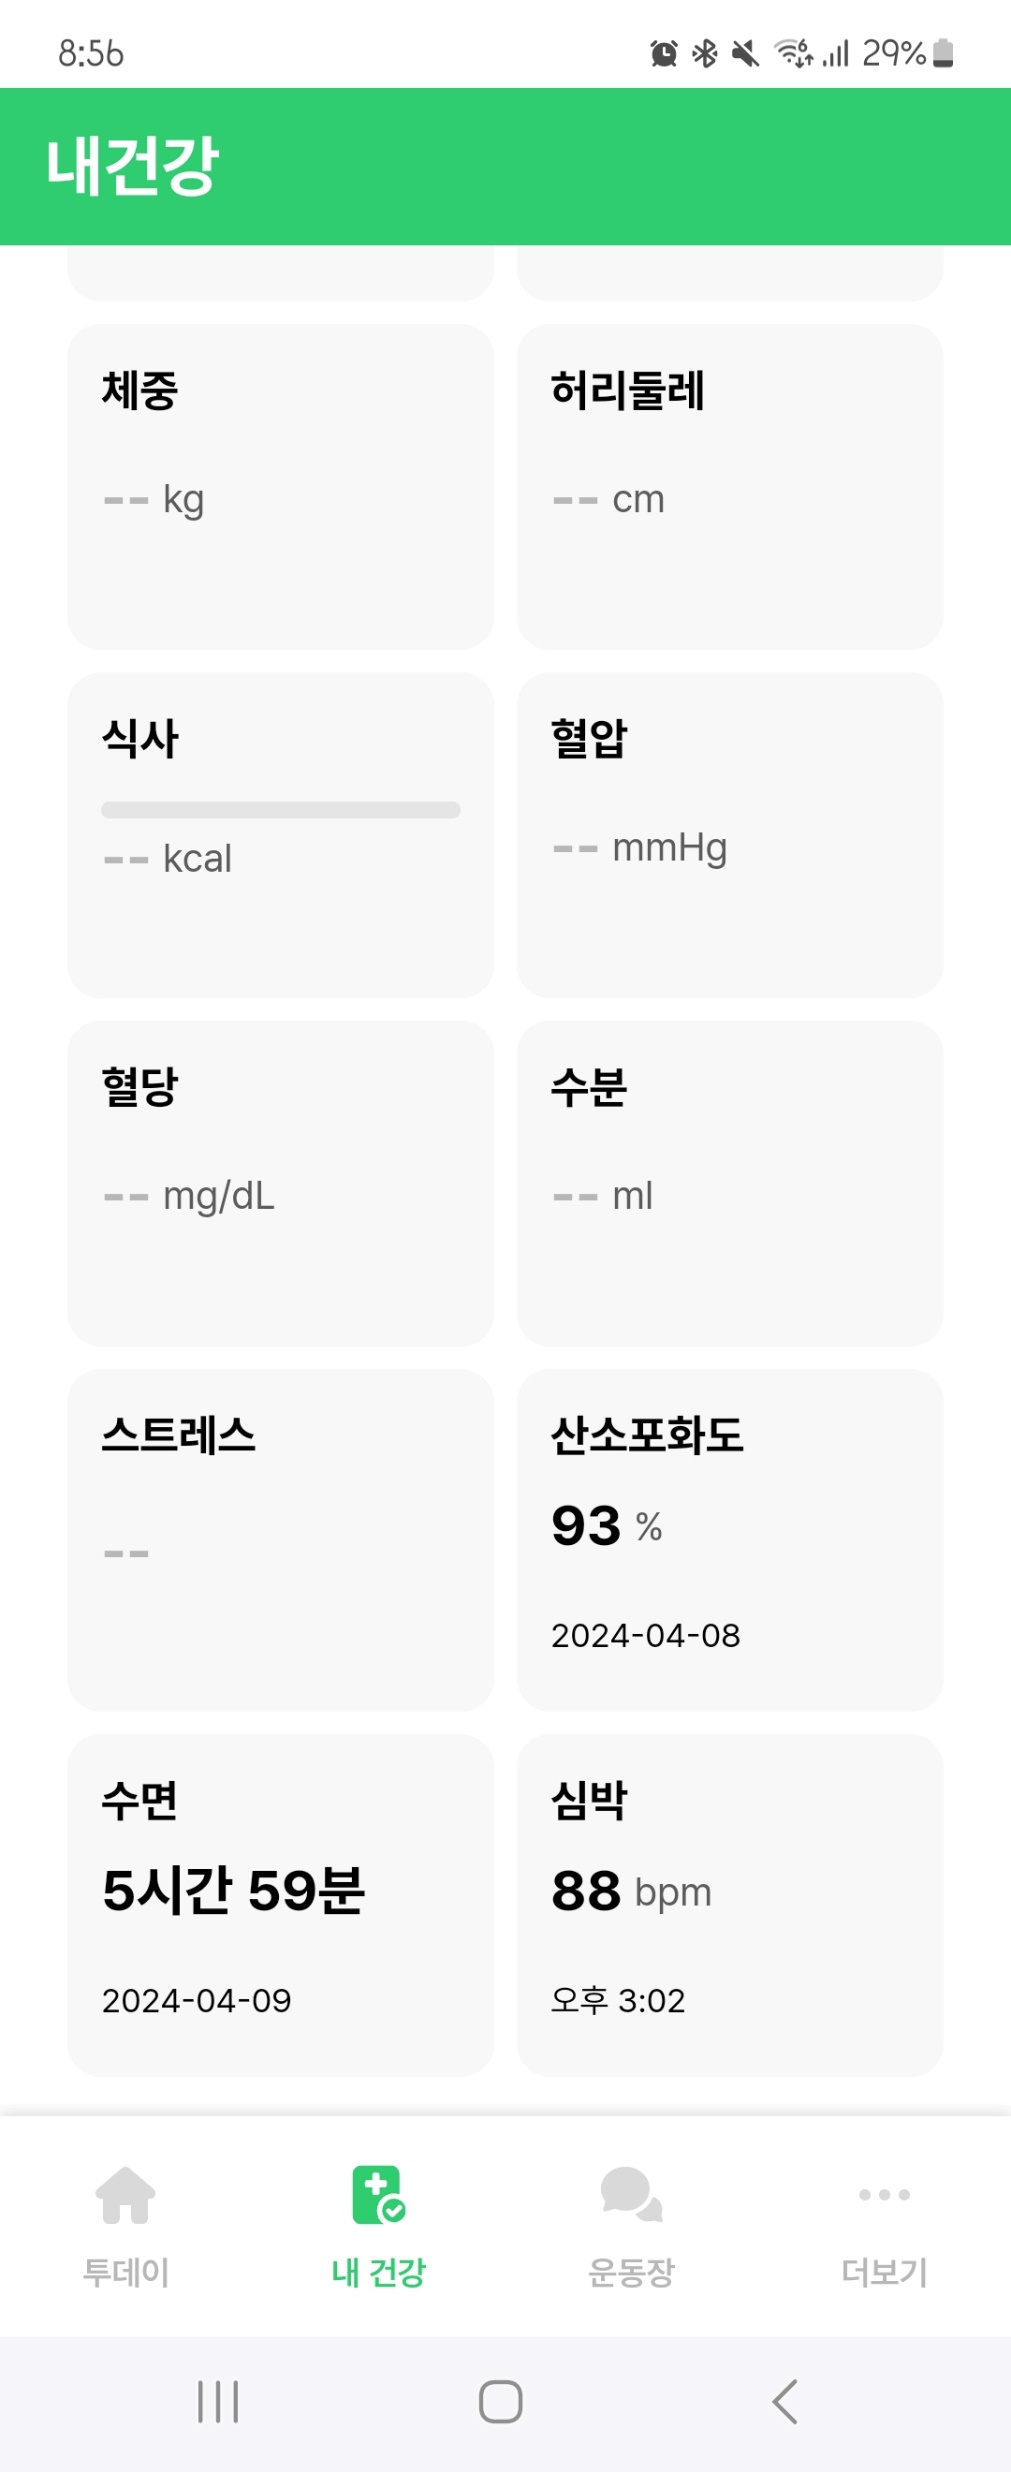 8:56
29%
내건강
체중
허리둘레
-- kg
-- cm
식사
혈압
-- kcal
-- mmHg
혈당
수분
-- mg/dL
-- ml
스트레스
산소포화도
--
93 %
2024-04-08
수면
심박
5시간 59분
88 bpm
2024-04-09
오후 3:02
투데이
내 건강
운동장
더보기